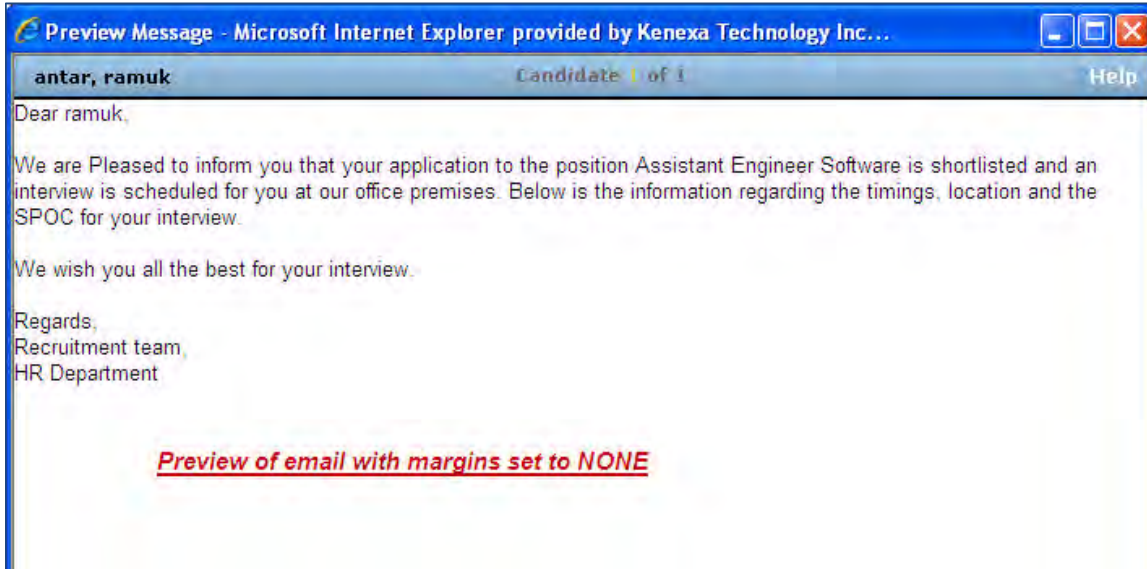 Preview Message - Microsoft Internet Explorer provided by Kenexa Technology Inc...
antar, ramuk Candidate 1 of 1 Help
Dear ramuk,
We are Pleased to inform you that your application to the position Assistant Engineer Software is shortlisted and an
interview is scheduled for you at our office premises. Below is the information regarding the timings, location and the
SPOC for your interview.
We wish you all the best for your interview.
Regards,
Recruitment team,
HR Department
Preview of email with margins set to NONE